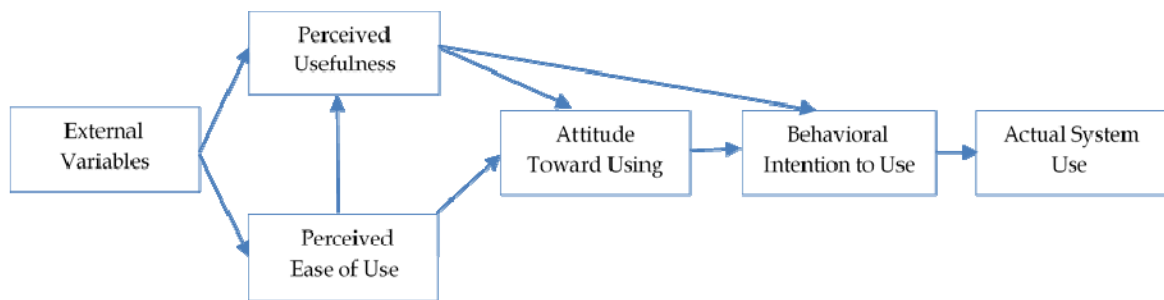 Perceived
Usefulness
External
Variables
Attitude
Toward Using
Behavioral
Intention to Use
Actual System
Use
Perceived
Ease of Use